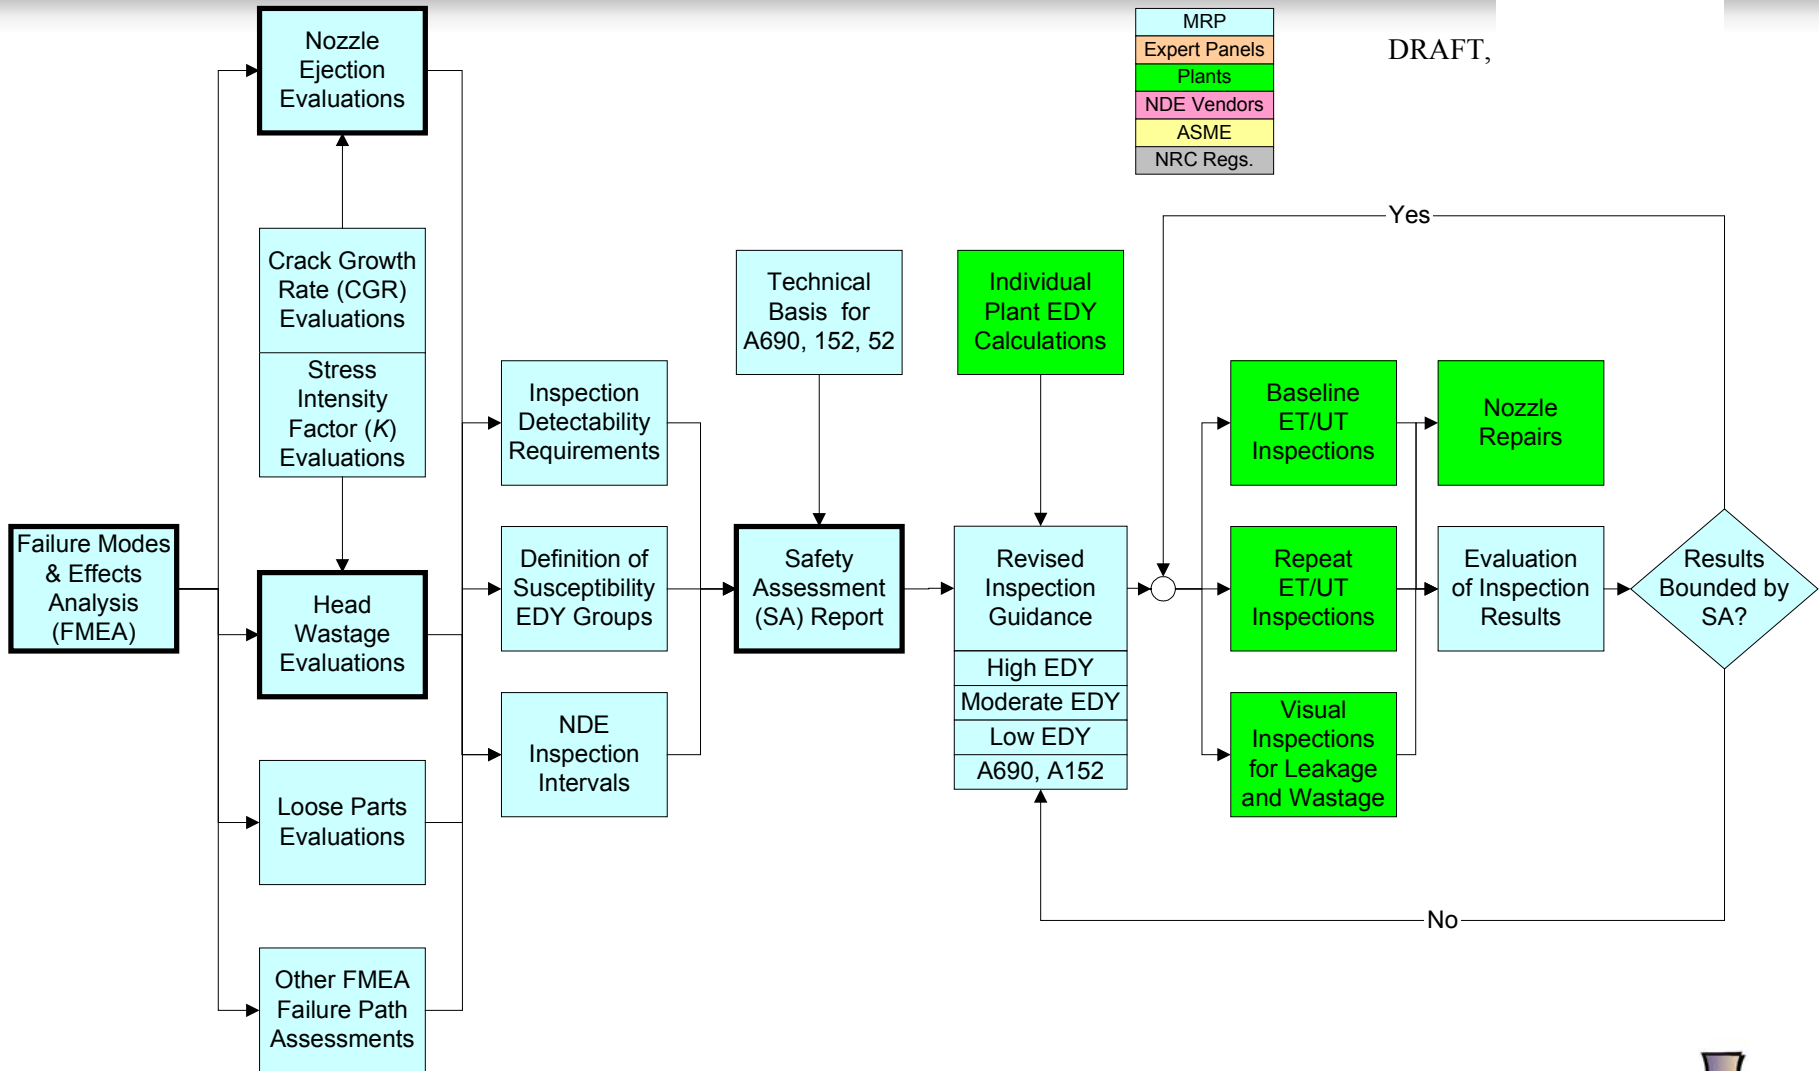 MRP
Expert Panels
Plants
NDE Vendors
ASME
NRC Regs.
DRAFT,
Nozzle
Ejection
Evaluations
Crack Growth
Rate (CGR)
Evaluations
Stress
Intensity
Factor (K)
Evaluations
Failure Modes
& Effects
Analysis
(FMEA)
Head
Wastage
Evaluations
Loose Parts
Evaluations
Other FMEA
Failure Path
Assessments
Inspection
Detectability
Requirements
Definition of
Susceptibility
EDY Groups
NDE
Inspection
Intervals
Technical
Basis for
A690, 152, 52
Safety
Assessment
(SA) Report
Individual
Plant EDY
Calculations
Revised
Inspection
Guidance
High EDY
Moderate EDY
Low EDY
A690, A152
Baseline
ET/UT
Inspections
Repeat
ET/UT
Inspections
Visual
Inspections
for Leakage
and Wastage
Nozzle
Repairs
Evaluation
of Inspection
Results
Results
Bounded by
SA?
Yes
No